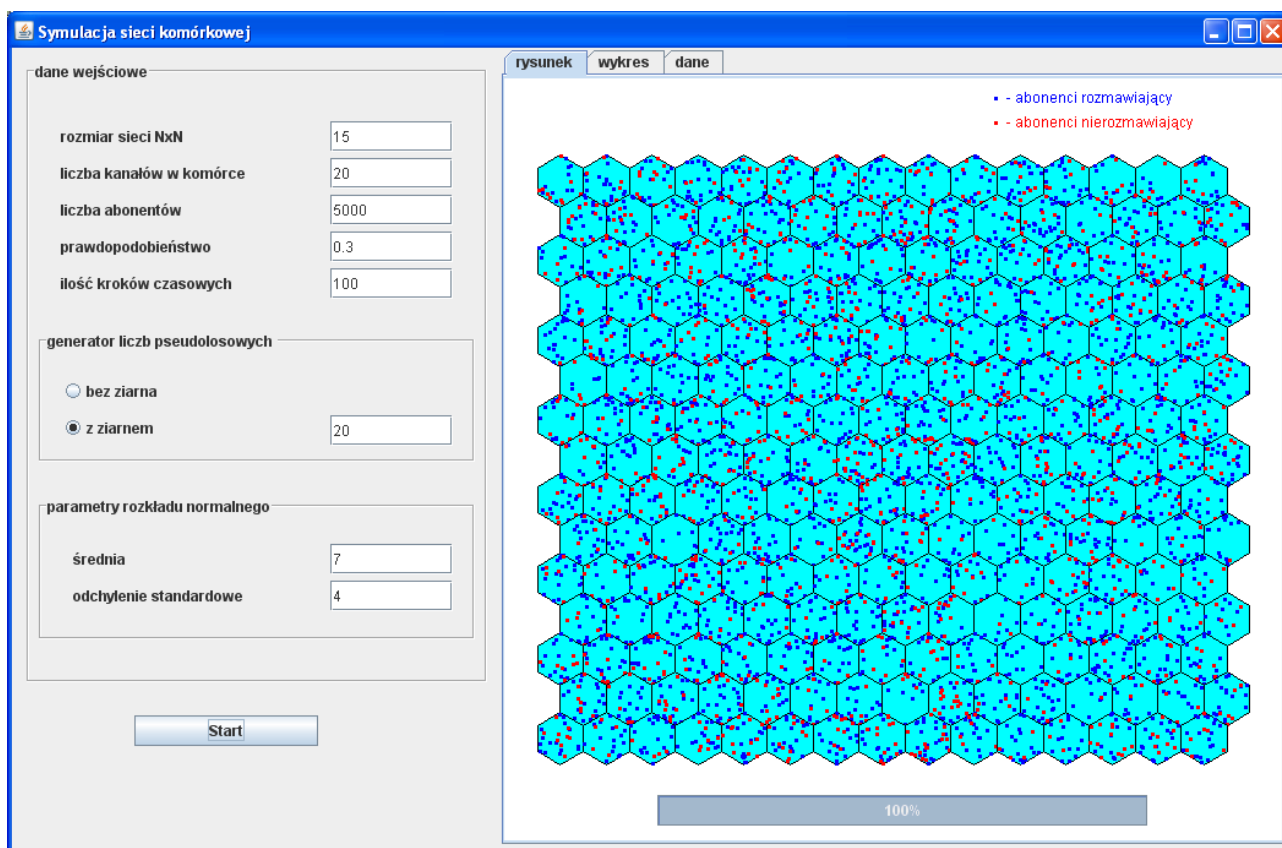 Symulacja sieci komórkowej
dane wejściowe
rozmiar sieci NxN 15
liczba kanałów w komórce 20
liczba abonentów 5000
prawdopodobieństwo 0.3
ilość kroków czasowych 100
generator liczb pseudolosowych
bez ziarna
z ziarnem 20
parametry rozkładu normalnego
średnia 7
odchylenie standardowe 4
Start
rysunek wykres dane
- abonenci rozmawiający
- abonenci nierozmawiający
100%